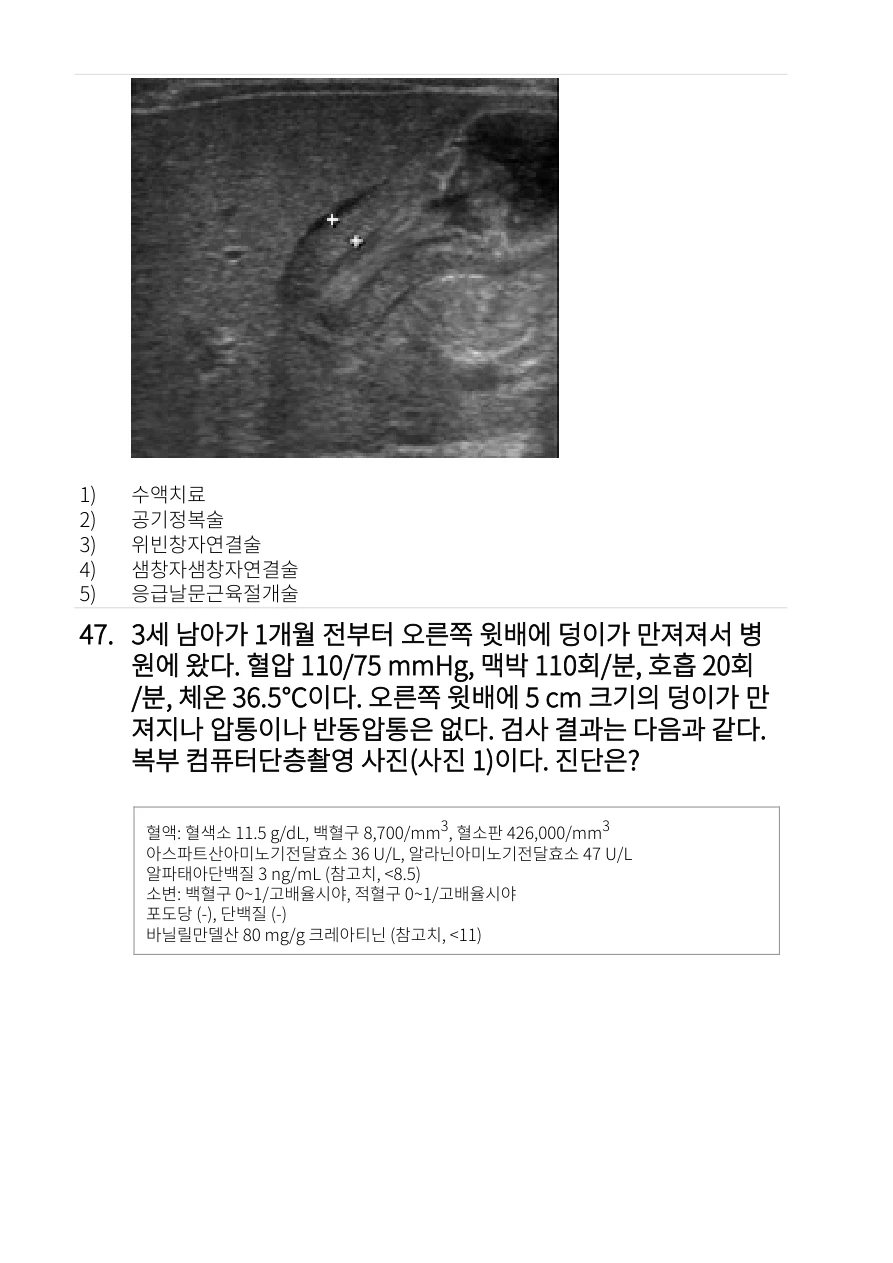 1) 수액치료
2) 공기정복술
3) 위빈창자연결술
4) 샘창자샘창자연결술
5) 응급날문근육절개술
47. 3세 남아가 1개월 전부터 오른쪽 윗배에 덩이가 만져져서 병
원에 왔다. 혈압 110/75 mmHg, 맥박 110회/분, 호흡 20회
/분, 체온 36.5℃이다. 오른쪽 윗배에 5 cm 크기의 덩이가 만
져지나 압통이나 반동압통은 없다. 검사 결과는 다음과 같다.
복부 컴퓨터단층촬영 사진(사진 1)이다. 진단은?
혈액: 혈색소 11.5 g/dL, 백혈구 8,700/mm³, 혈소판 426,000/mm³
아스파트산아미노기전달효소 36 U/L, 알라닌아미노기전달효소 47 U/L
알파태아단백질 3 ng/mL (참고치, <8.5)
소변: 백혈구 0~1/고배율시야, 적혈구 0~1/고배율시야
포도당 (-), 단백질 (-)
바닐릴만델산 80 mg/g 크레아티닌 (참고치, <11)